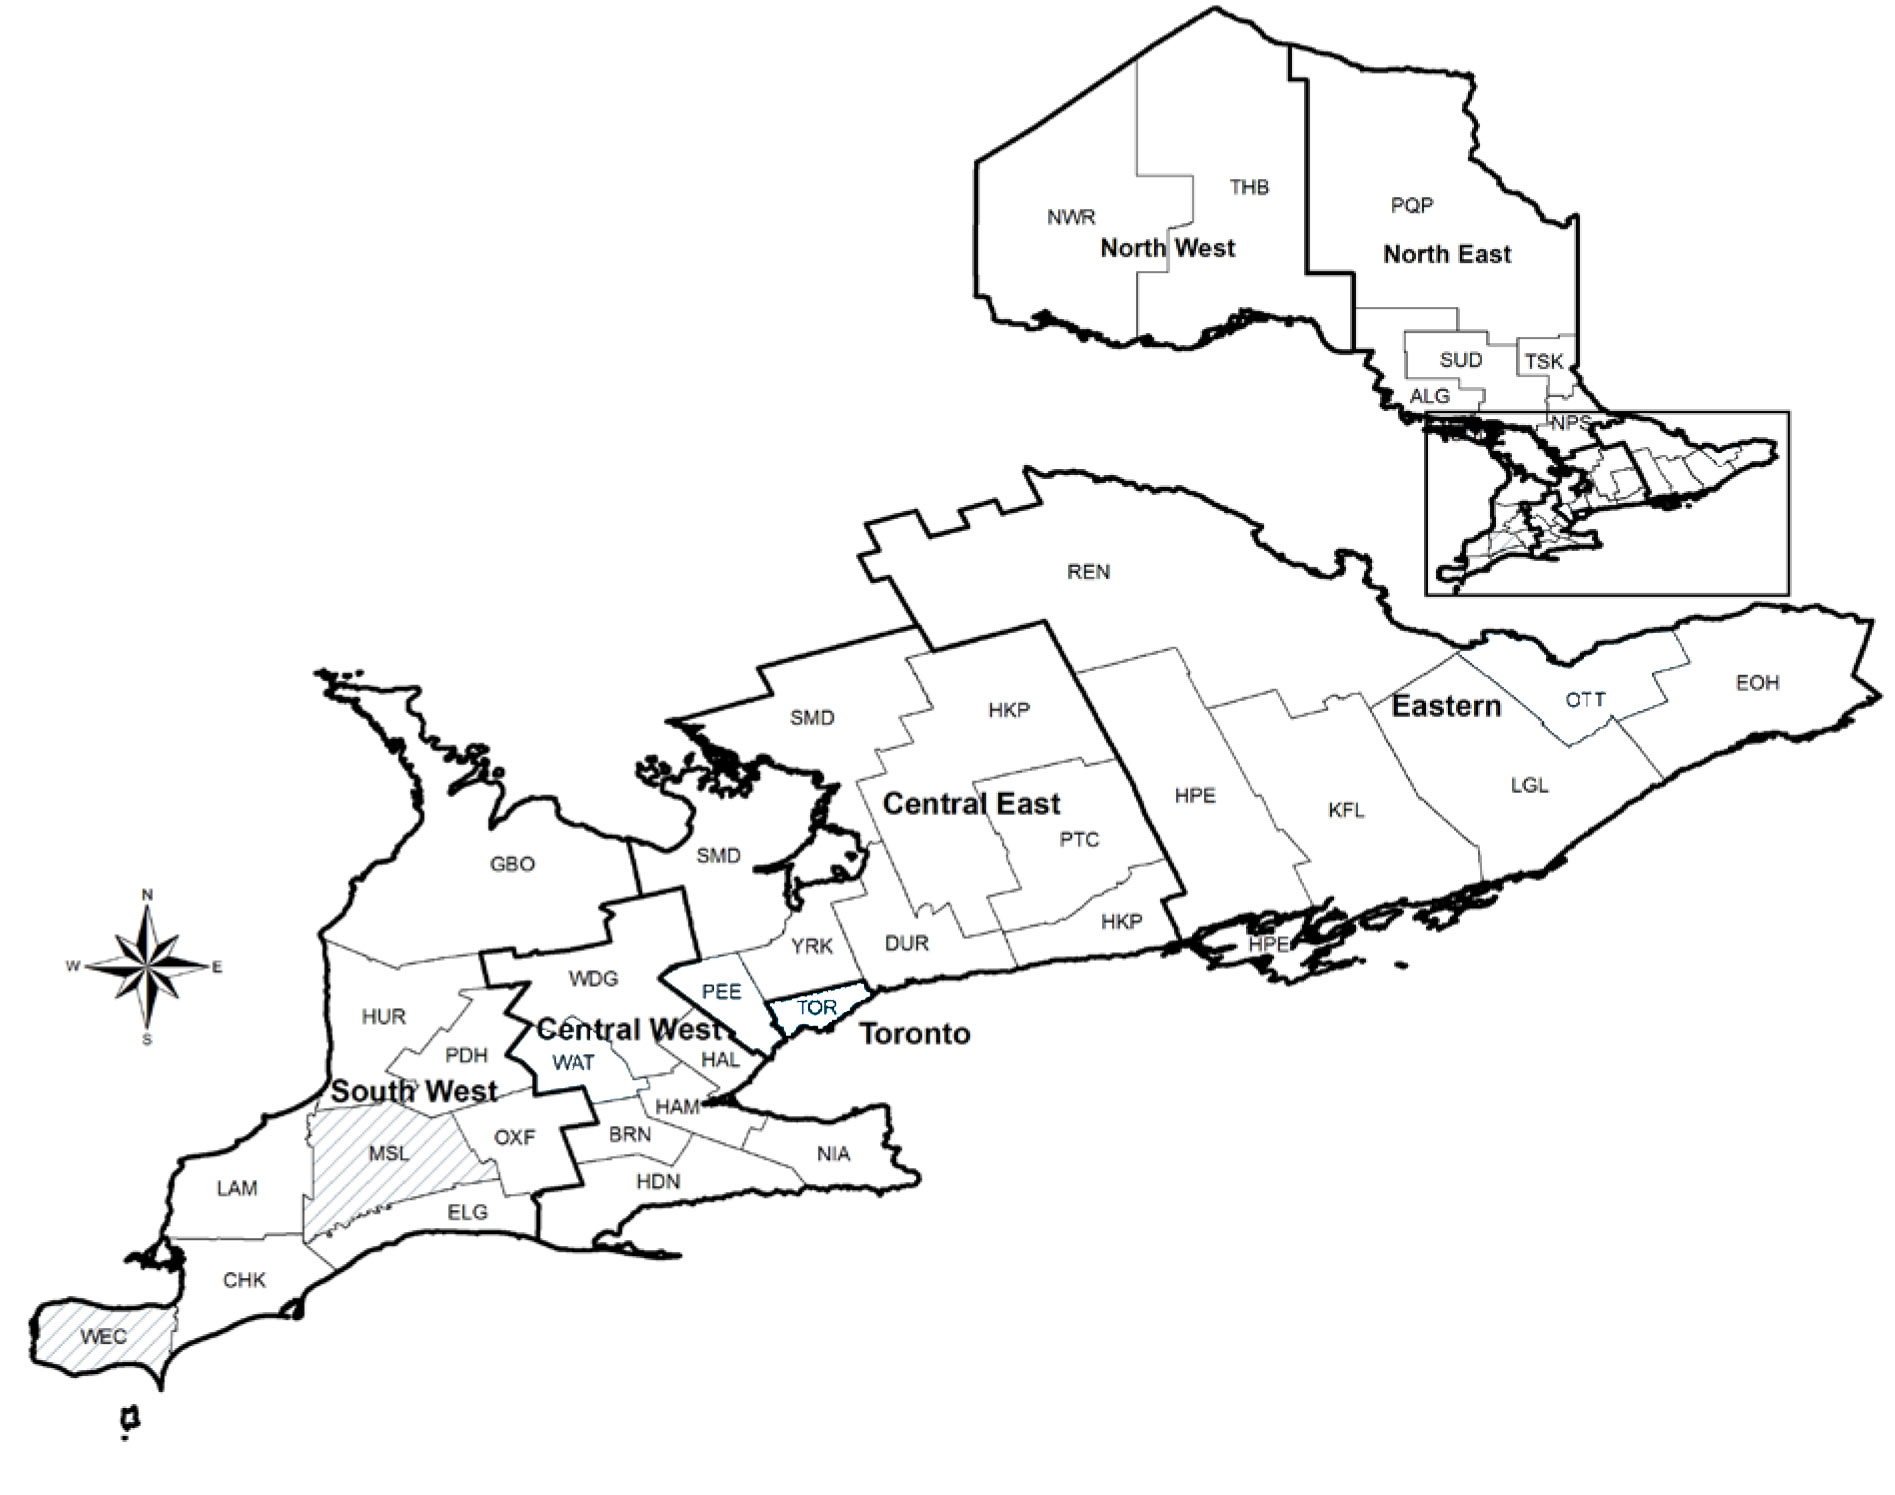 THB
PQP
NWR
North West
North East
SUD
TSK
ALG
NPS
REN
SMD
HKP
Eastern
OTT
EOH
Central East
HPE
KFL
LGL
PTC
SMD
GBO
N
W
E
S
HKP
YRK
DUR
HPE
WDG
PEE
TOR
Toronto
HUR
Central West
PDH
WAT
HAL
South West
HAM
OXF
BRN
MSL
NIA
LAM
HDN
ELG
CHK
WEC